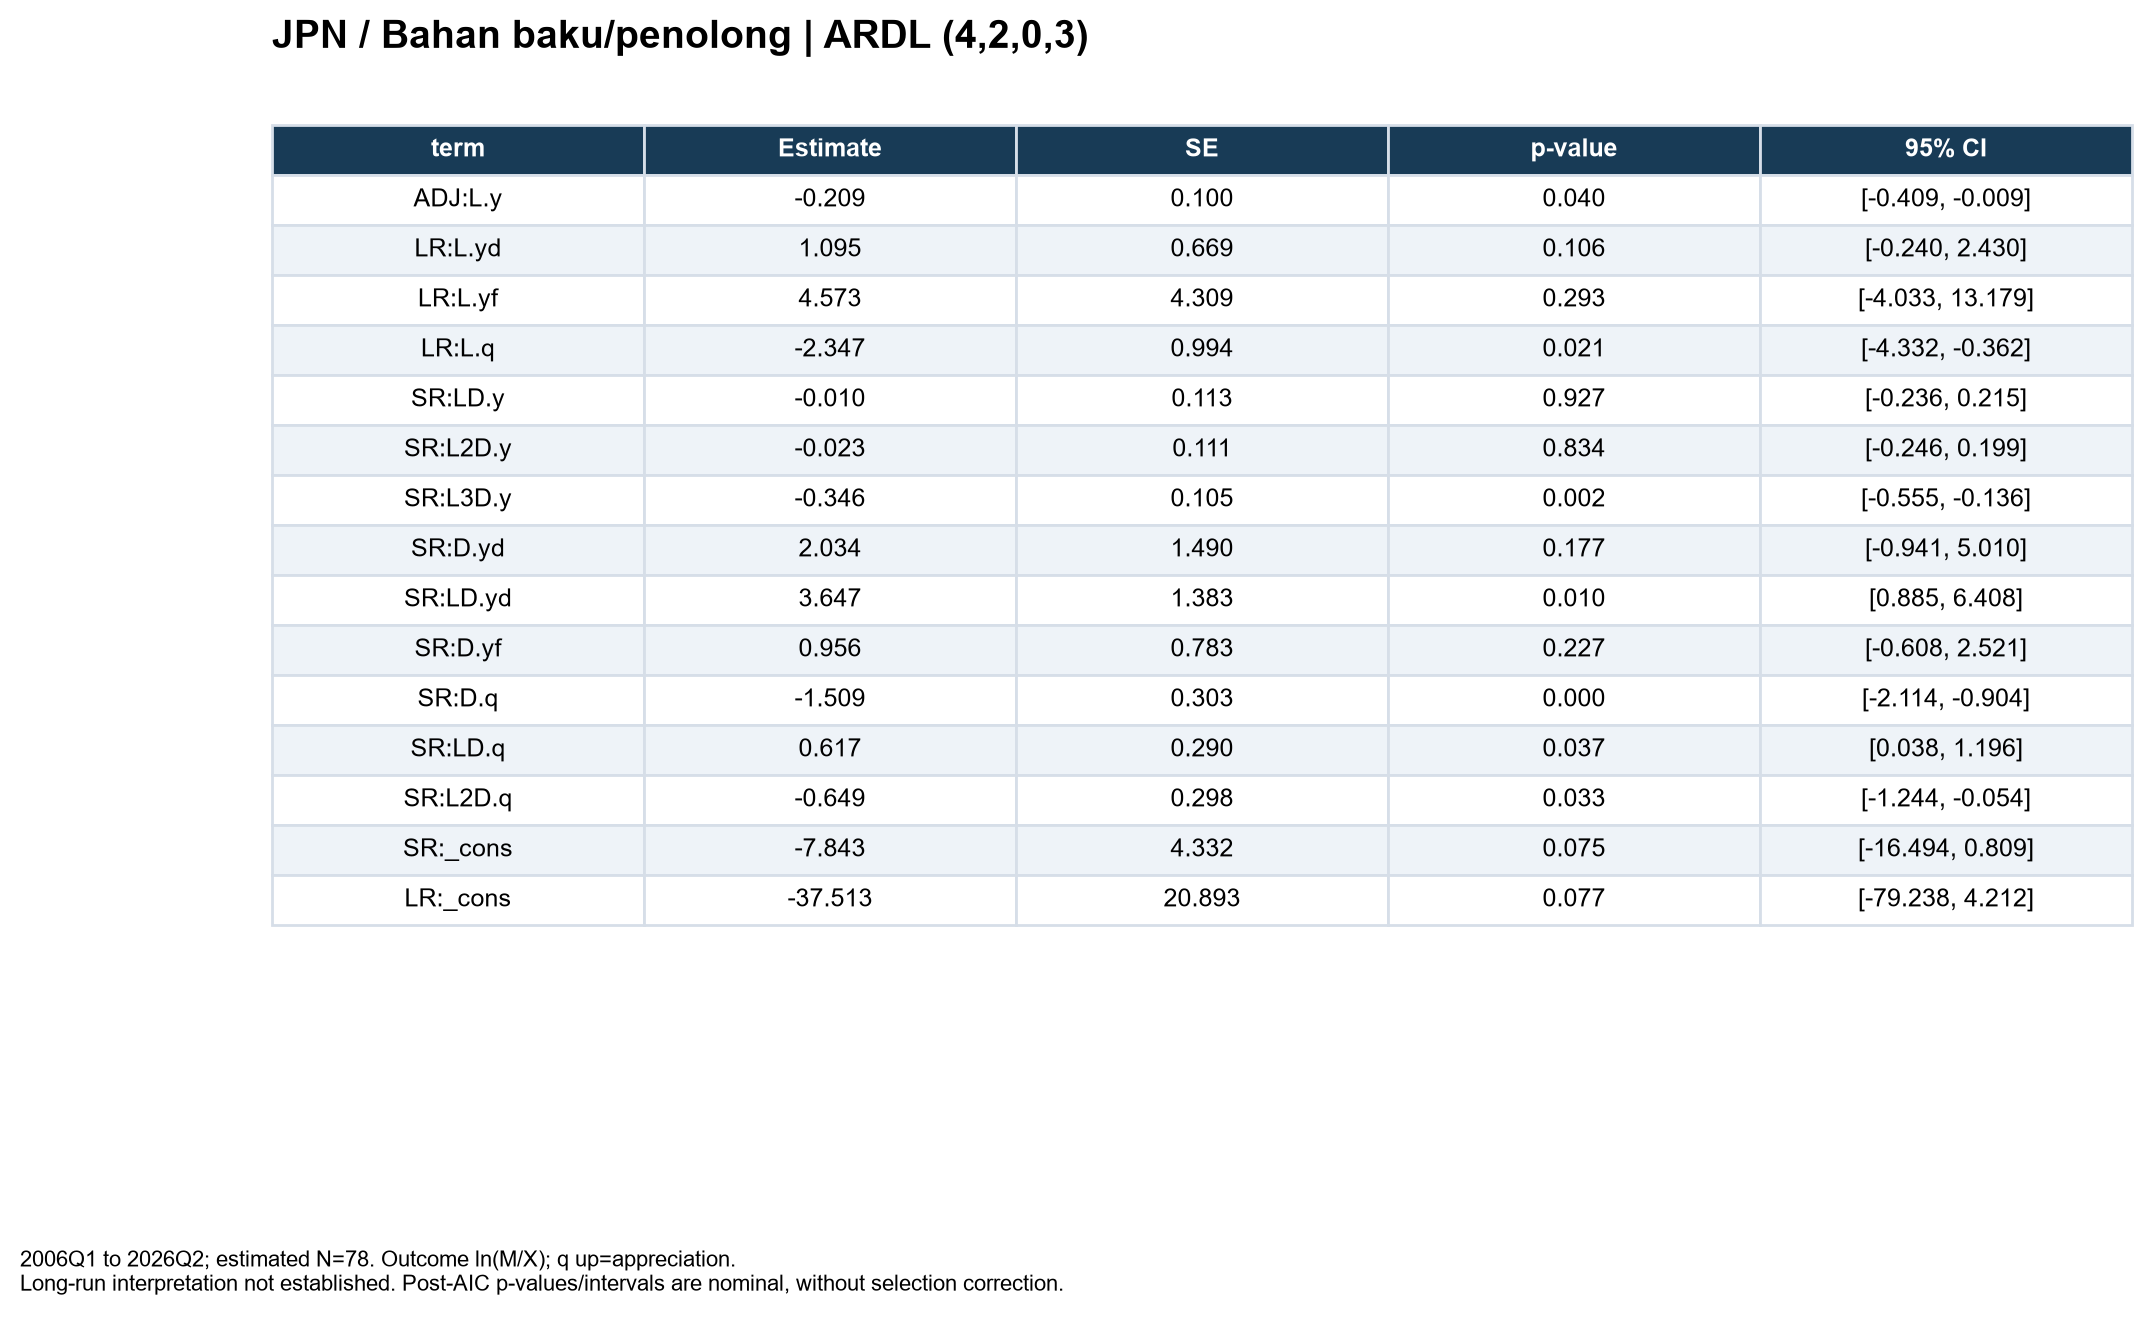 JPN / Bahan baku/penolong | ARDL (4,2,0,3)
term Estimate SE p-value 95% CI
ADJ:L.y -0.209 0.100 0.040 [-0.409, -0.009]
LR:L.yd 1.095 0.669 0.106 [-0.240, 2.430]
LR:L.yf 4.573 4.309 0.293 [-4.033, 13.179]
LR:L.q -2.347 0.994 0.021 [-4.332, -0.362]
SR:LD.y -0.010 0.113 0.927 [-0.236, 0.215]
SR:L2D.y -0.023 0.111 0.834 [-0.246, 0.199]
SR:L3D.y -0.346 0.105 0.002 [-0.555, -0.136]
SR:D.yd 2.034 1.490 0.177 [-0.941, 5.010]
SR:LD.yd 3.647 1.383 0.010 [0.885, 6.408]
SR:D.yf 0.956 0.783 0.227 [-0.608, 2.521]
SR:D.q -1.509 0.303 0.000 [-2.114, -0.904]
SR:LD.q 0.617 0.290 0.037 [0.038, 1.196]
SR:L2D.q -0.649 0.298 0.033 [-1.244, -0.054]
SR:_cons -7.843 4.332 0.075 [-16.494, 0.809]
LR:_cons -37.513 20.893 0.077 [-79.238, 4.212]
2006Q1 to 2026Q2; estimated N=78. Outcome ln(M/X); q up=appreciation.
Long-run interpretation not established. Post-AIC p-values/intervals are nominal, without selection correction.